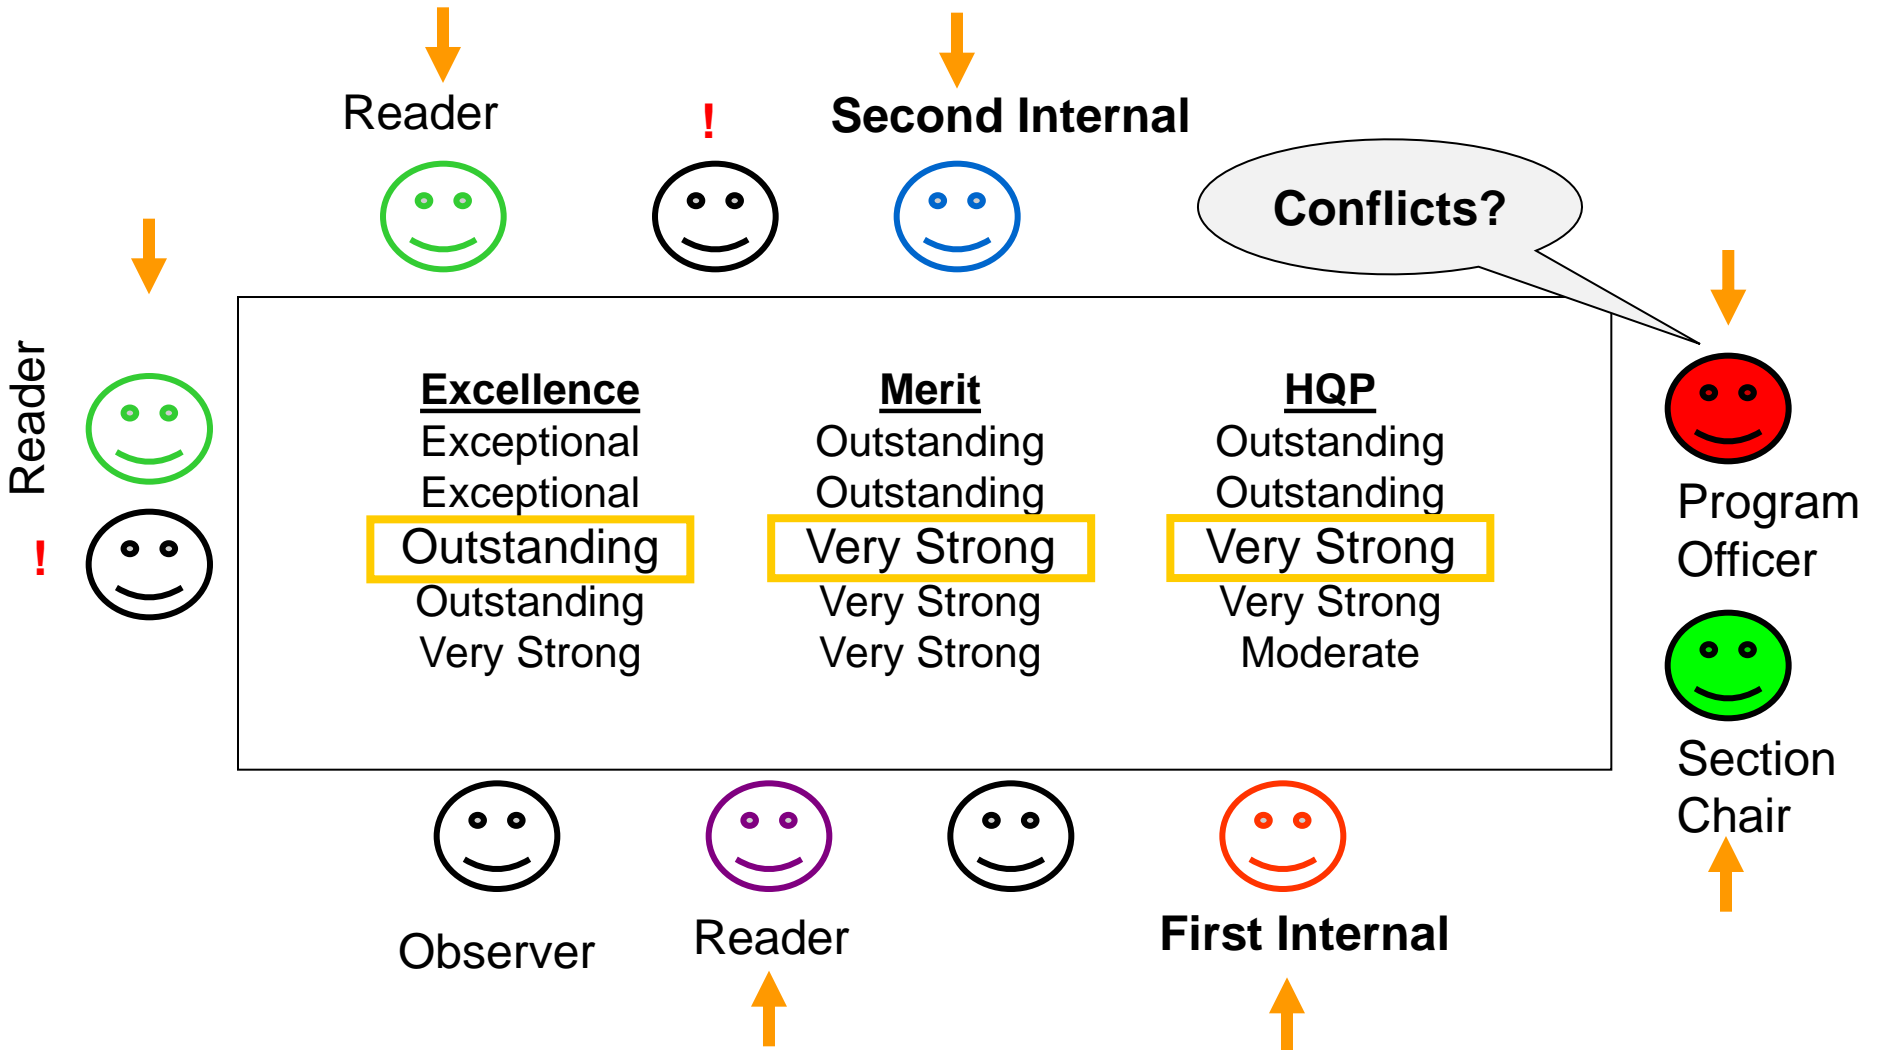 Reader
!
Second Internal
Conflicts?
Reader
!
Excellence
Merit
HQP
Exceptional
Outstanding
Outstanding
Exceptional
Outstanding
Outstanding
Outstanding
Very Strong
Very Strong
Outstanding
Very Strong
Very Strong
Very Strong
Very Strong
Moderate
Program
Officer
Section
Chair
Observer
Reader
First Internal